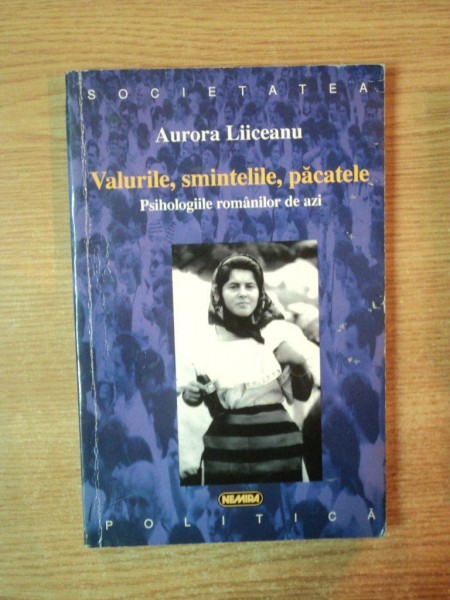 SOCIETATEA
Aurora Liiceanu
Valurile, smintelile, păcatele
Psihologiile românilor de azi
NEMIRA
POLITICĂ